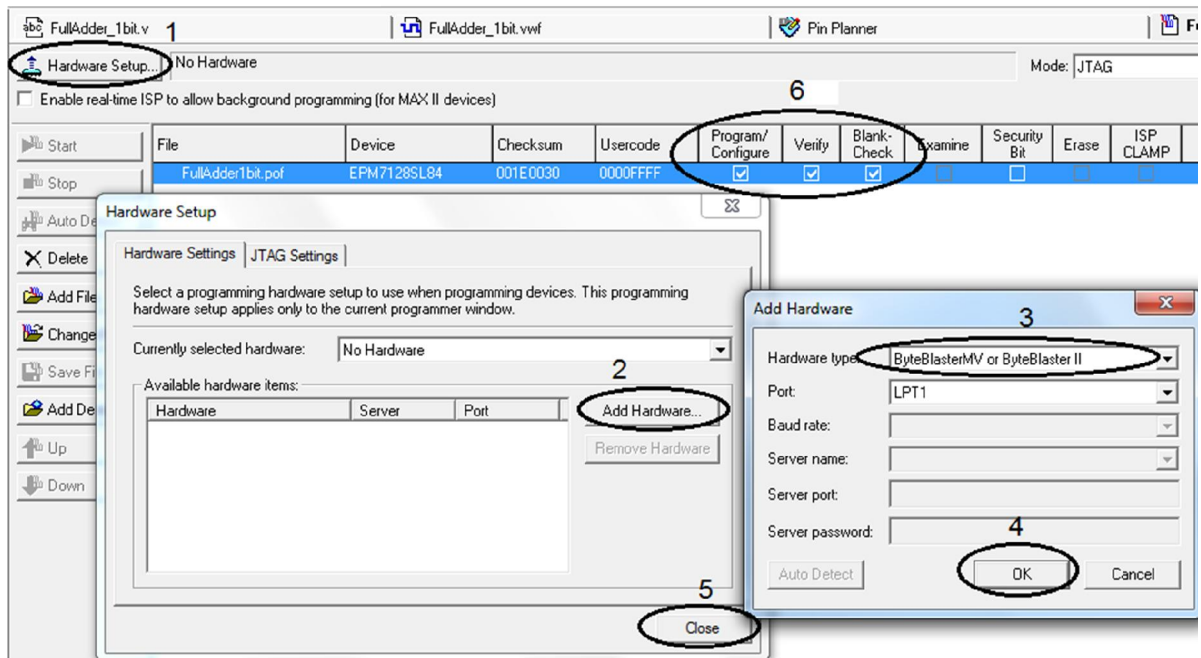 abc FullAdder_1bit.v
FullAdder_1bit.vwf
Pin Planner
1
Hardware Setup...
No Hardware
Mode: JTAG
Enable real-time ISP to allow background programming (for MAX II devices)
6
Start
Stop
Auto De
Delete
Add File
Change
Save Fi
Add De
Up
Down
File Device Checksum Usercode Program/ Configure Verify Blank- Check Examine Security Bit Erase ISP CLAMP
FullAdder1bit.pof EPM7128SL84 001E0030 0000FFFF
Hardware Setup
Hardware Settings JTAG Settings
Select a programming hardware setup to use when programming devices. This programming
hardware setup applies only to the current programmer window.
Currently selected hardware: No Hardware
2
Available hardware items:
Hardware Server Port
Add Hardware...
Remove Hardware
5
Close
Add Hardware
3
Hardware type: ByteBlasterMV or ByteBlaster II
Port: LPT1
Baud rate:
Server name:
Server port:
Server password:
4
Auto Detect OK Cancel